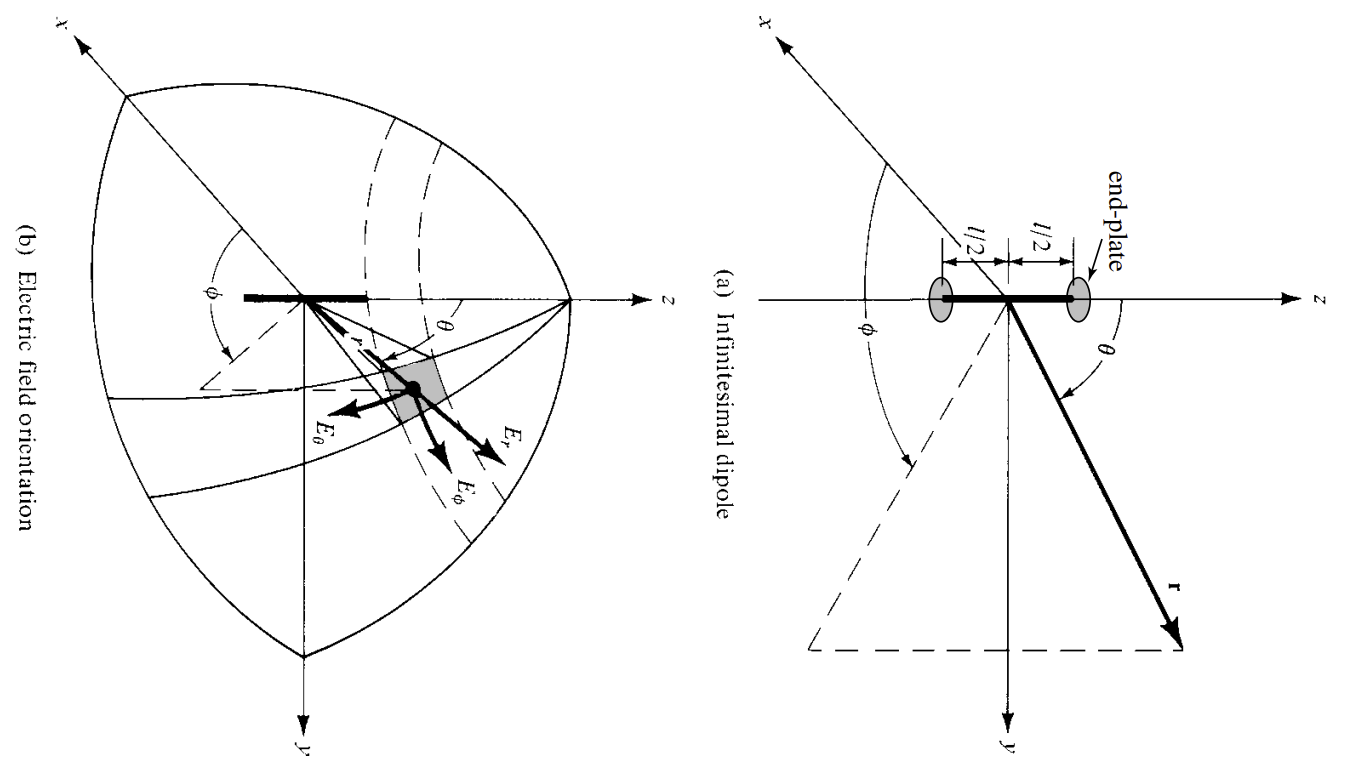 z
θ
r
end-plate
l/2
l/2
ϕ
x
y
(a) Infinitesimal dipole
z
θ
r
E_r
E_ϕ
E_θ
ϕ
x
y
(b) Electric field orientation